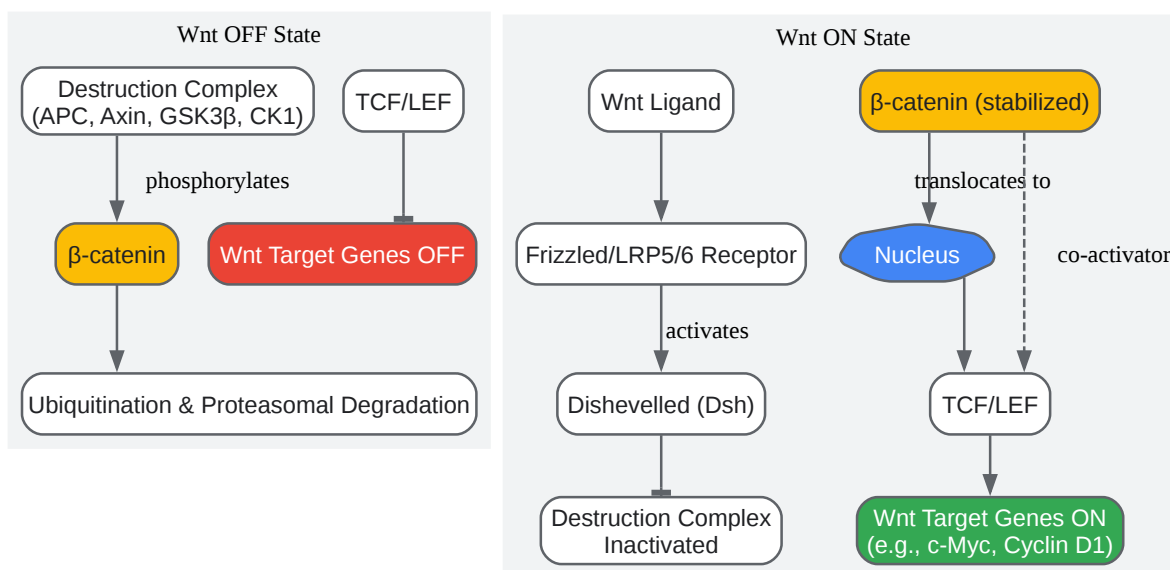 Wnt OFF State
Destruction Complex
(APC, Axin, GSK3β, CK1)
TCF/LEF
phosphorylates
β-catenin
Wnt Target Genes OFF
Ubiquitination & Proteasomal Degradation
Wnt ON State
Wnt Ligand
β-catenin (stabilized)
translocates to
Frizzled/LRP5/6 Receptor
Nucleus
co-activator
activates
Dishevelled (Dsh)
TCF/LEF
Destruction Complex
Inactivated
Wnt Target Genes ON
(e.g., c-Myc, Cyclin D1)